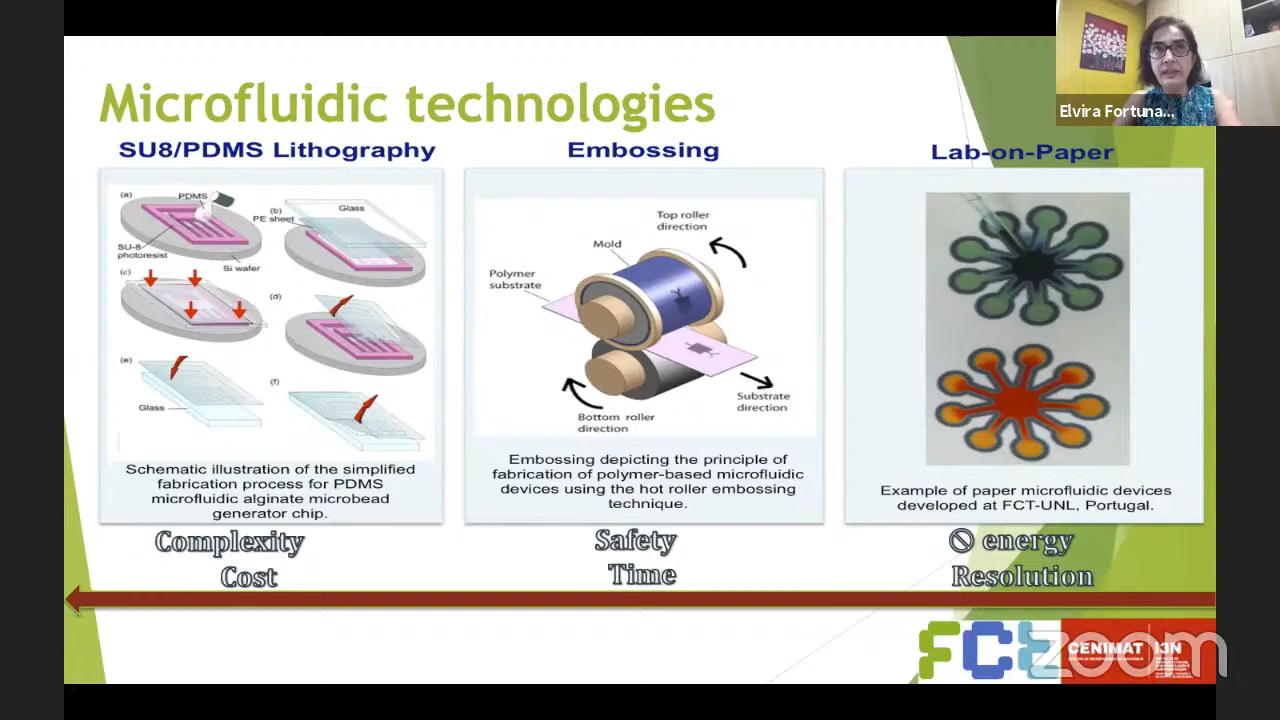 Microfluidic technologies
Elvira Fortuna...
SU8/PDMS Lithography
(a)
PDMS
SU-8
photoresist
Si wafer
(b)
Glass
PE sheet
(c)
(d)
(e)
Glass
(f)
Schematic illustration of the simplified
fabrication process for PDMS
microfluidic alginate microbead
generator chip.
Embossing
Top roller
direction
Mold
Polymer
substrate
Substrate
direction
Bottom roller
direction
Embossing depicting the principle of
fabrication of polymer-based microfluidic
devices using the hot roller embossing
technique.
Lab-on-Paper
Example of paper microfluidic devices
developed at FCT-UNL, Portugal.
Complexity
Cost
Safety
Time
energy
Resolution
zoom
CENIMAT I3N